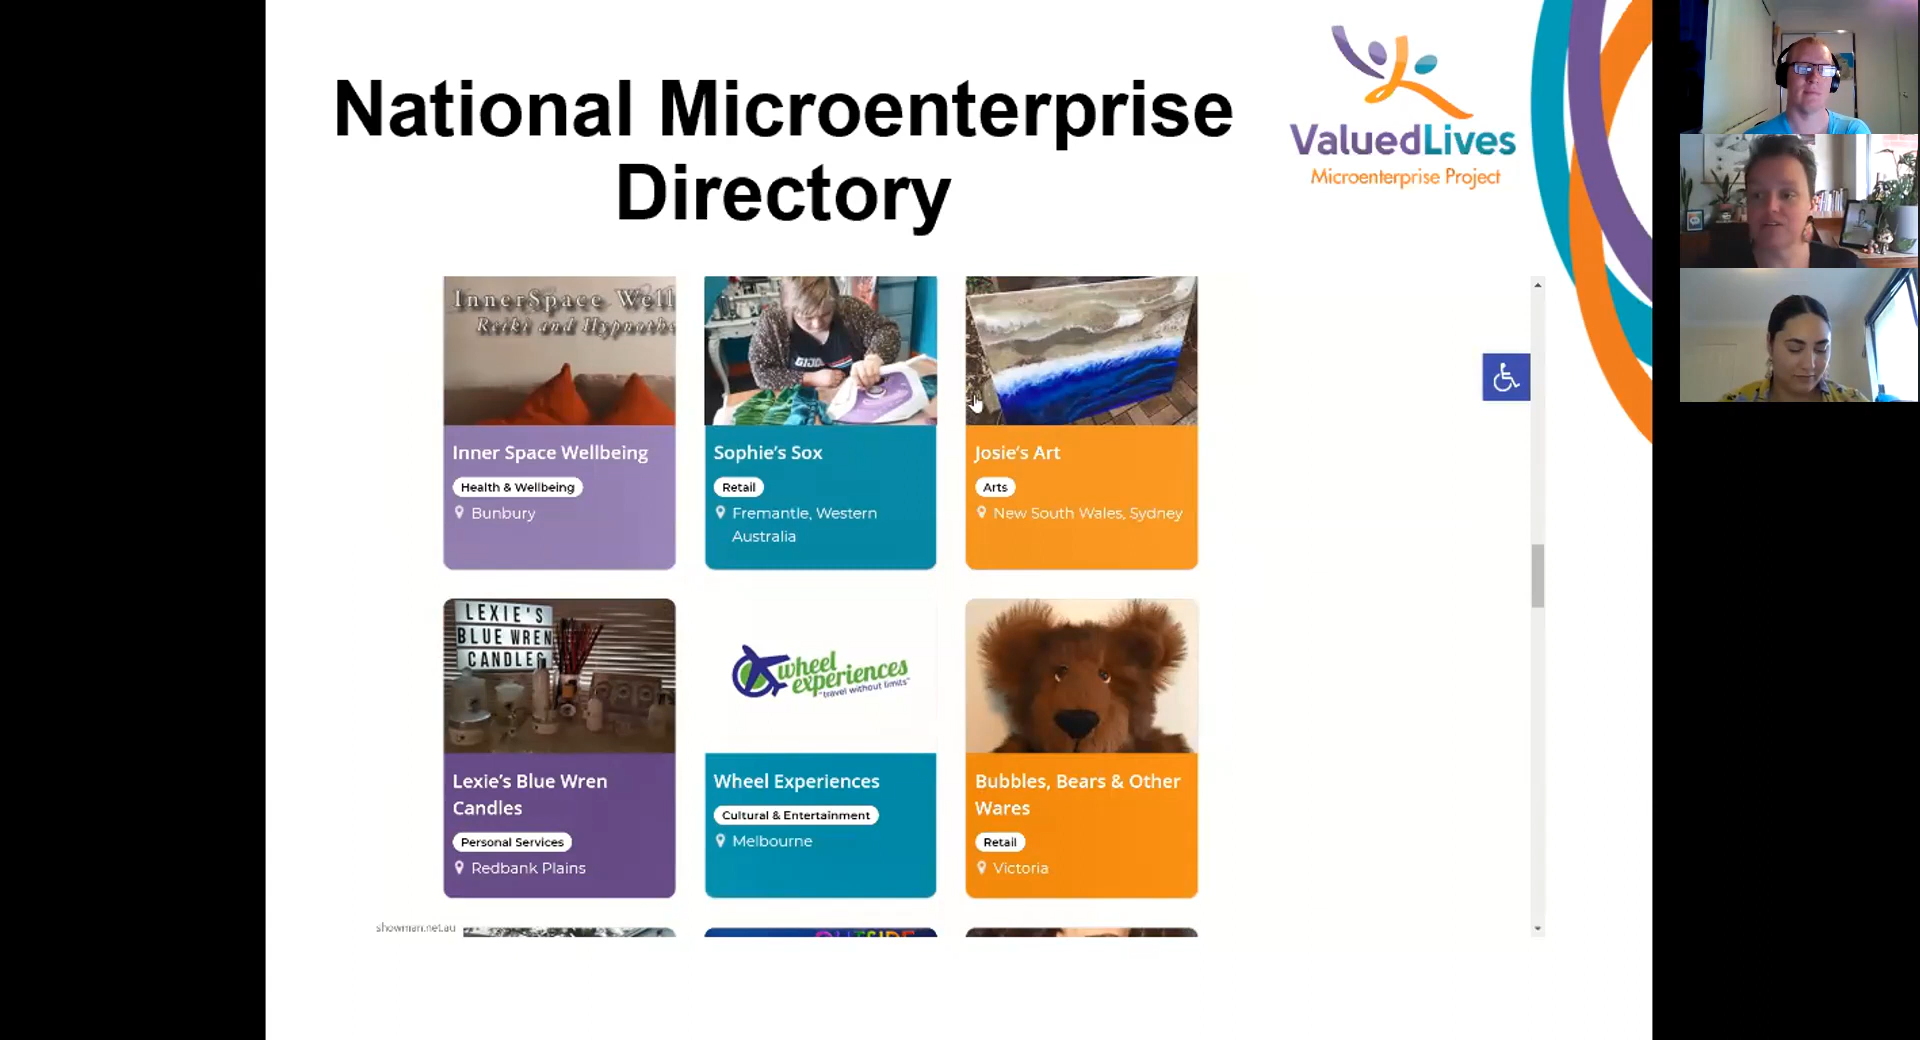 National Microenterprise
Directory
ValuedLives
Microenterprise Project
InnerSpace Well
Reiki and Hypnothe
Inner Space Wellbeing
Health & Wellbeing
Bunbury
Sophie's Sox
Retail
Fremantle, Western
Australia
Josie's Art
Arts
New South Wales, Sydney
LEXIE'S
BLUE WREN
CANDLES
Lexie's Blue Wren
Candles
Personal Services
Redbank Plains
wheel
experiences
"travel without limits"
Wheel Experiences
Cultural & Entertainment
Melbourne
Bubbles, Bears & Other
Wares
Retail
Victoria
showman.net.au
OUTSIDE